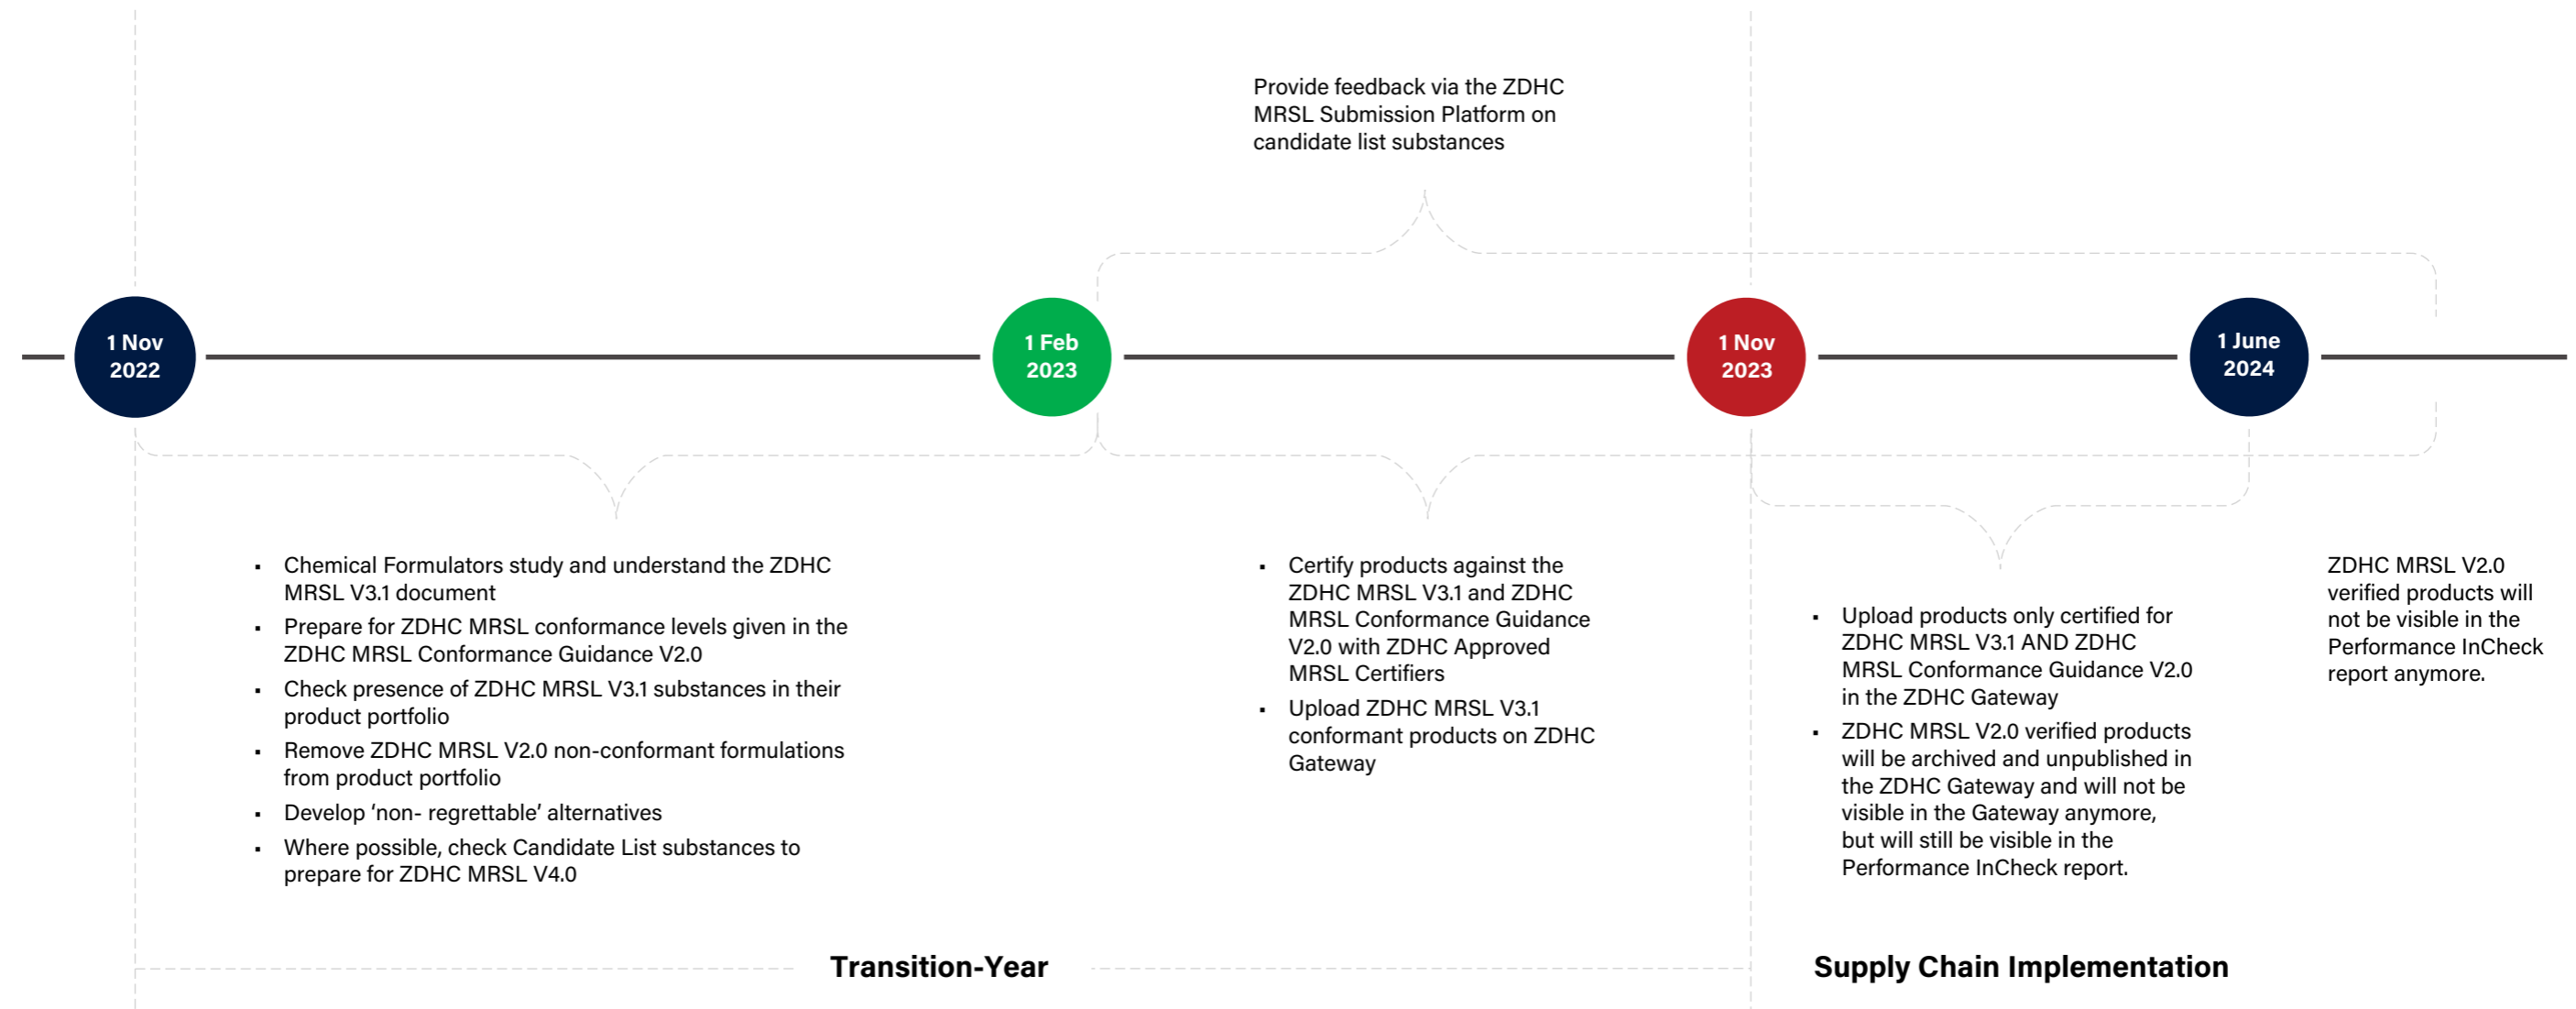 Provide feedback via the ZDHC
MRSL Submission Platform on
candidate list substances
1 Nov
2022
1 Feb
2023
1 Nov
2023
1 June
2024
▪ Chemical Formulators study and understand the ZDHC
MRSL V3.1 document
▪ Prepare for ZDHC MRSL conformance levels given in the
ZDHC MRSL Conformance Guidance V2.0
▪ Check presence of ZDHC MRSL V3.1 substances in their
product portfolio
▪ Remove ZDHC MRSL V2.0 non-conformant formulations
from product portfolio
▪ Develop ‘non- regrettable’ alternatives
▪ Where possible, check Candidate List substances to
prepare for ZDHC MRSL V4.0
▪ Certify products against the
ZDHC MRSL V3.1 and ZDHC
MRSL Conformance Guidance
V2.0 with ZDHC Approved
MRSL Certifiers
▪ Upload ZDHC MRSL V3.1
conformant products on ZDHC
Gateway
▪ Upload products only certified for
ZDHC MRSL V3.1 AND ZDHC
MRSL Conformance Guidance V2.0
in the ZDHC Gateway
▪ ZDHC MRSL V2.0 verified products
will be archived and unpublished in
the ZDHC Gateway and will not be
visible in the Gateway anymore,
but will still be visible in the
Performance InCheck report.
ZDHC MRSL V2.0
verified products will
not be visible in the
Performance InCheck
report anymore.
Transition-Year
Supply Chain Implementation